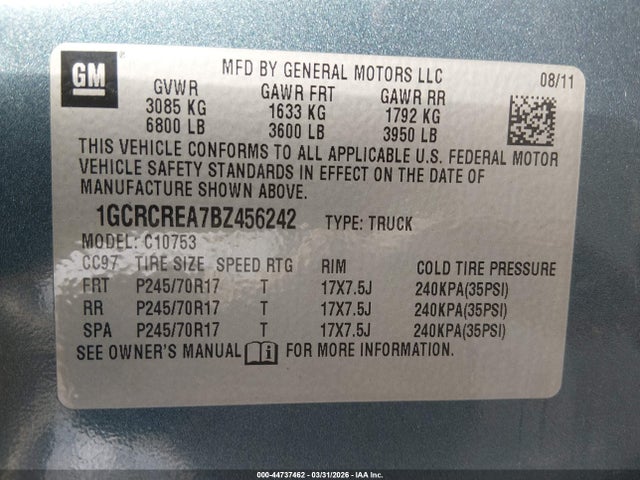 GM
MFD BY GENERAL MOTORS LLC
08/11
GVWR GAWR FRT GAWR RR
3085 KG 1633 KG 1792 KG
6800 LB 3600 LB 3950 LB
THIS VEHICLE CONFORMS TO ALL APPLICABLE U.S. FEDERAL MOTOR
VEHICLE SAFETY STANDARDS IN EFFECT ON THE DATE OF
MANUFACTURE SHOWN ABOVE.
1GCRCREA7BZ456242 TYPE: TRUCK
MODEL: C10753
CC97 TIRE SIZE SPEED RTG RIM COLD TIRE PRESSURE
FRT P245/70R17 T 17X7.5J 240KPA(35PSI)
RR P245/70R17 T 17X7.5J 240KPA(35PSI)
SPA P245/70R17 T 17X7.5J 240KPA(35PSI)
SEE OWNER'S MANUAL i FOR MORE INFORMATION.
000-44737462 - 03/31/2026 - IAA Inc.